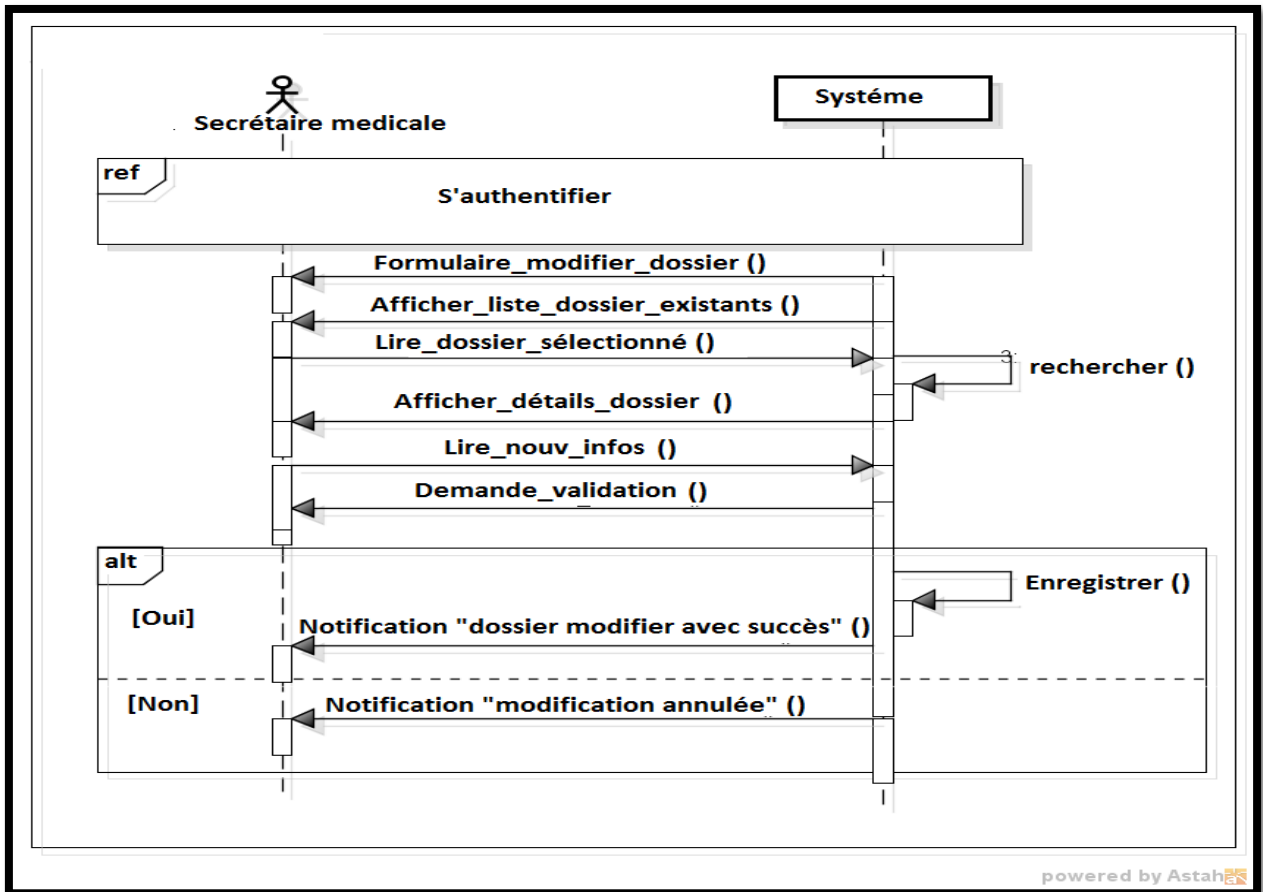 Systéme
Secrétaire medicale
ref
S'authentifier
Formulaire_modifier_dossier ()
Afficher_liste_dossier_existants ()
Lire_dossier_sélectionné ()
3:
rechercher ()
Afficher_détails_dossier ()
Lire_nouv_infos ()
Demande_validation ()
alt
Enregistrer ()
[Oui]
Notification "dossier modifier avec succès" ()
[Non]
Notification "modification annulée" ()
powered by Astah